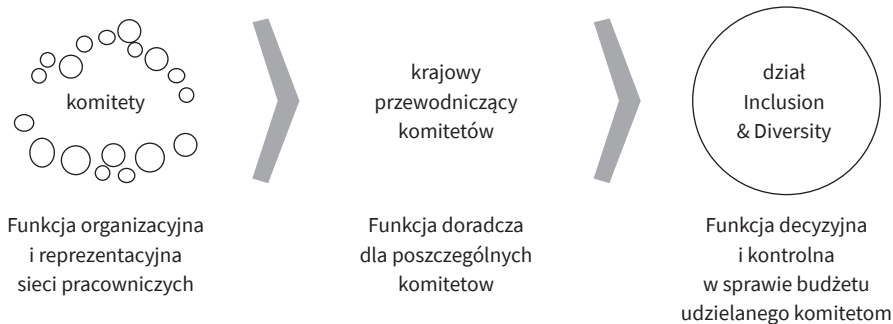 komitety
krajowy
przewodniczący
komitetów
dział
Inclusion
& Diversity
Funkcja organizacyjna
i reprezentacyjna
sieci pracowniczych
Funkcja doradcza
dla poszczególnych
komitetow
Funkcja decyzyjna
i kontrolna
w sprawie budżetu
udzielanego komitetom